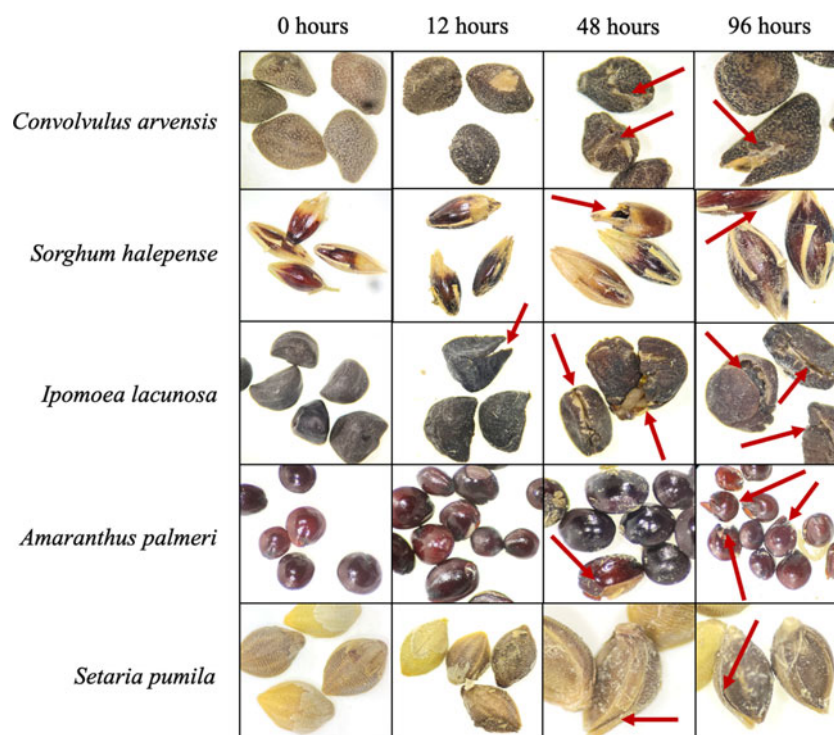 0 hours 12 hours 48 hours 96 hours
Convolvulus arvensis
Sorghum halepense
Ipomoea lacunosa
Amaranthus palmeri
Setaria pumila